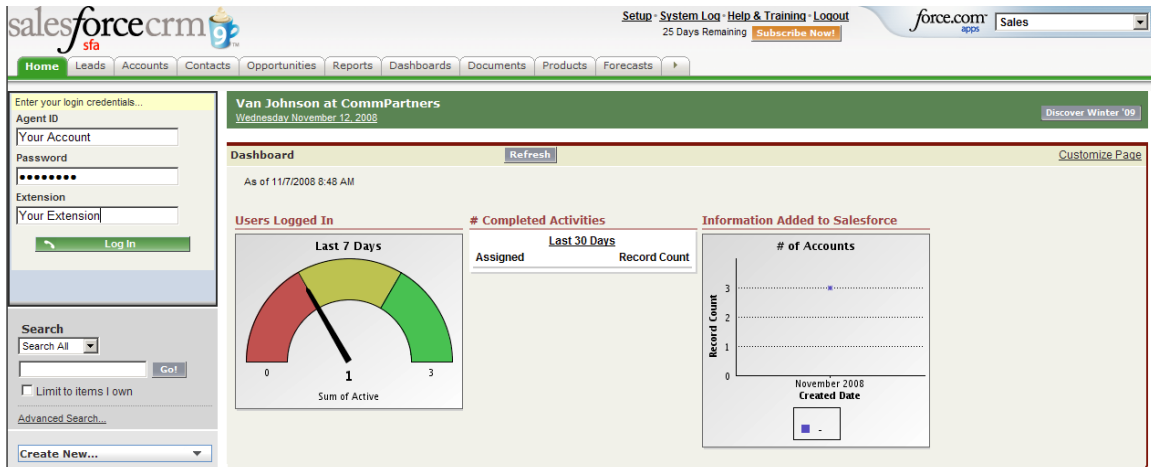 salesforcecrm 9 TM
sfa
Setup · System Log · Help & Training · Logout
25 Days Remaining Subscribe Now!
force.com
apps
Sales
Home Leads Accounts Contacts Opportunities Reports Dashboards Documents Products Forecasts
Enter your login credentials...
Agent ID
Your Account
Password
••••••••
Extension
Your Extension
Log In
Search
Search All
Go!
Limit to items I own
Advanced Search...
Create New...
Van Johnson at CommPartners
Wednesday November 12, 2008
Discover Winter '09
Dashboard Refresh Customize Page
As of 11/7/2008 8:48 AM
Users Logged In
Last 7 Days
0 1 3
Sum of Active
# Completed Activities
Last 30 Days
Assigned Record Count
Information Added to Salesforce
# of Accounts
Record Count
3
2
1
0
November 2008
Created Date
-